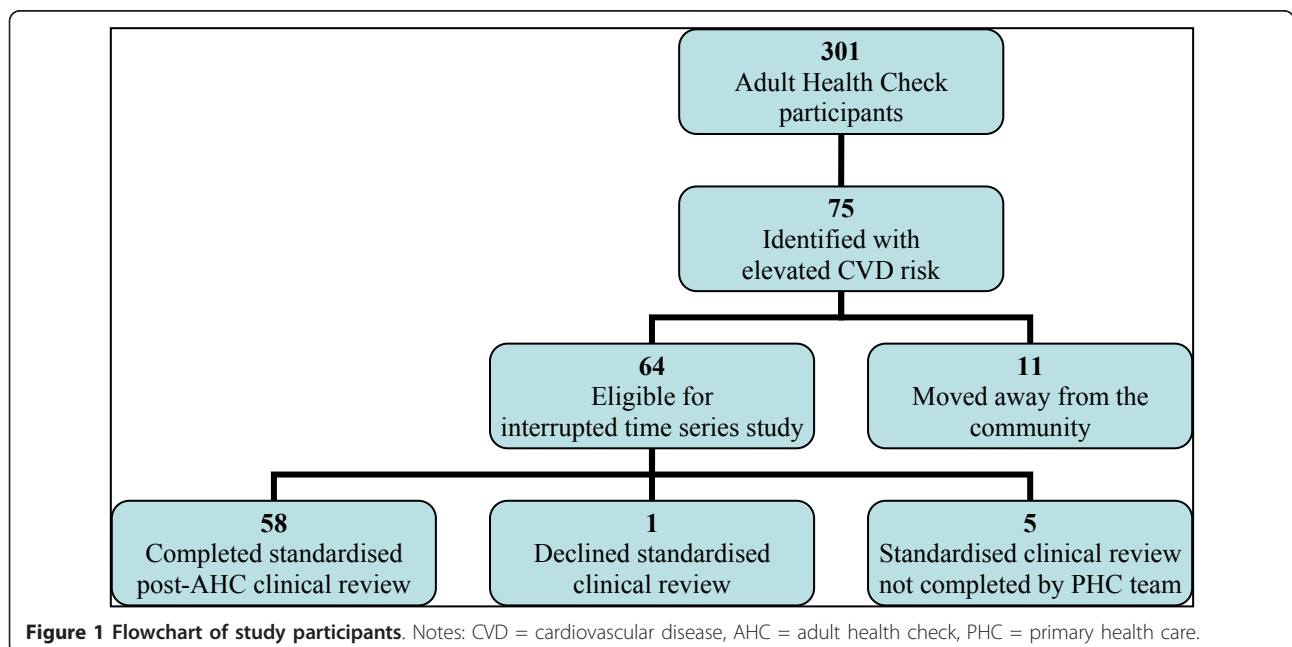 301
Adult Health Check
participants
75
Identified with
elevated CVD risk
64
Eligible for
interrupted time series study
11
Moved away from the
community
58
Completed standardised
post-AHC clinical review
1
Declined standardised
clinical review
5
Standardised clinical review
not completed by PHC team
Figure 1 Flowchart of study participants. Notes: CVD = cardiovascular disease, AHC = adult health check, PHC = primary health care.